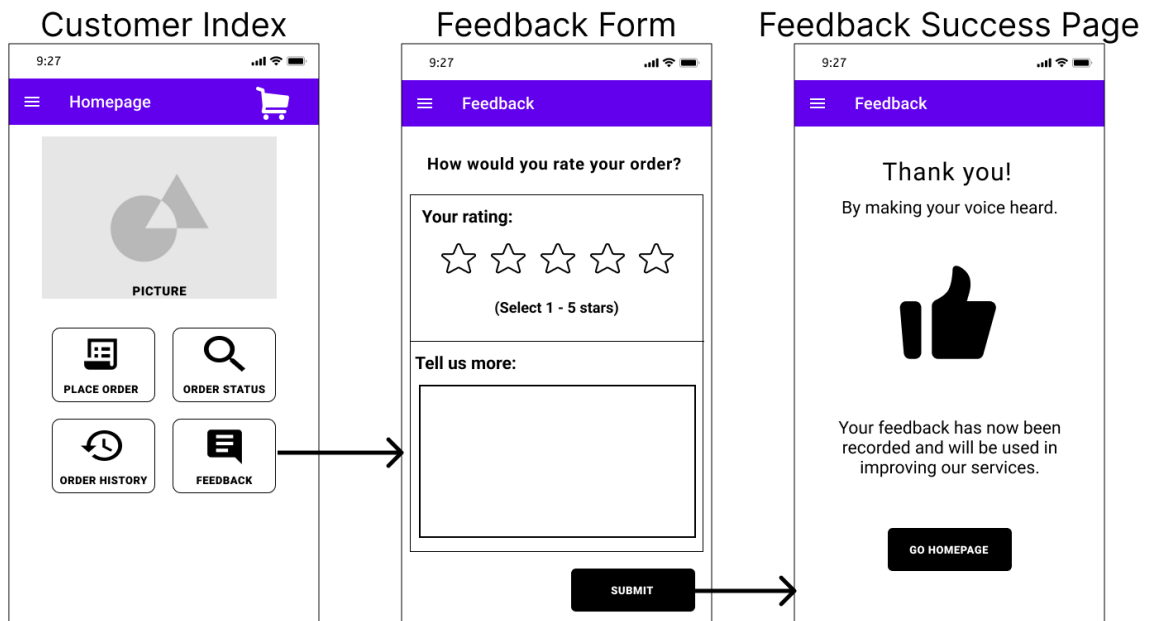 Customer Index
9:27
Homepage
PICTURE
PLACE ORDER
ORDER STATUS
ORDER HISTORY
FEEDBACK
Feedback Form
9:27
Feedback
How would you rate your order?
Your rating:
(Select 1 - 5 stars)
Tell us more:
SUBMIT
Feedback Success Page
9:27
Feedback
Thank you!
By making your voice heard.
Your feedback has now been
recorded and will be used in
improving our services.
GO HOMEPAGE